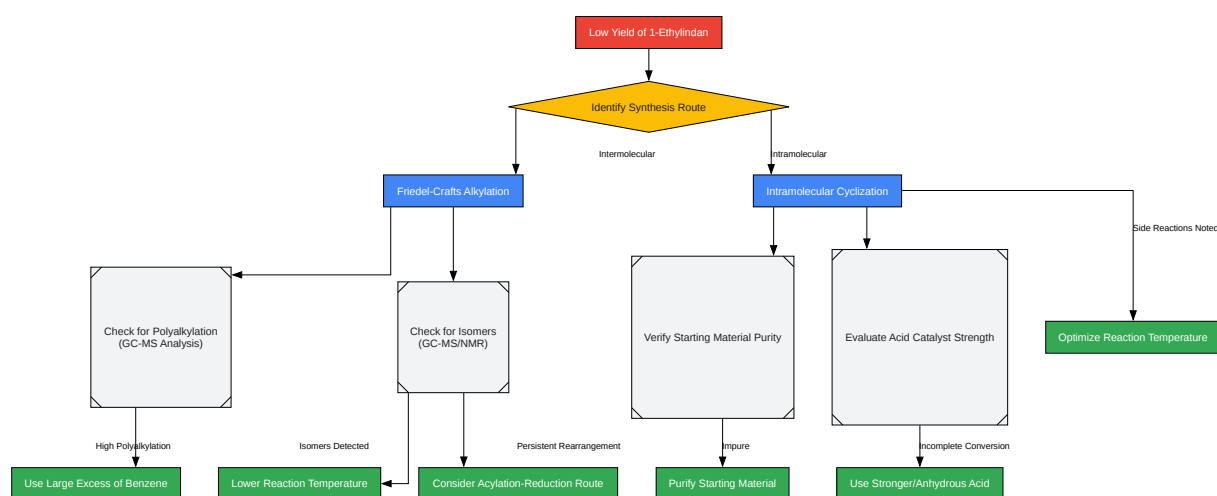 Low Yield of 1-Ethylindan
Identify Synthesis Route
Intermolecular
Intramolecular
Friedel-Crafts Alkylation
Intramolecular Cyclization
Side Reactions Noted
Check for Polyalkylation
(GC-MS Analysis)
Check for Isomers
(GC-MS/NMR)
Verify Starting Material Purity
Evaluate Acid Catalyst Strength
Optimize Reaction Temperature
High Polyalkylation
Isomers Detected
Persistent Rearrangement
Impure
Incomplete Conversion
Use Large Excess of Benzene
Lower Reaction Temperature
Consider Acylation-Reduction Route
Purify Starting Material
Use Stronger/Anhydrous Acid